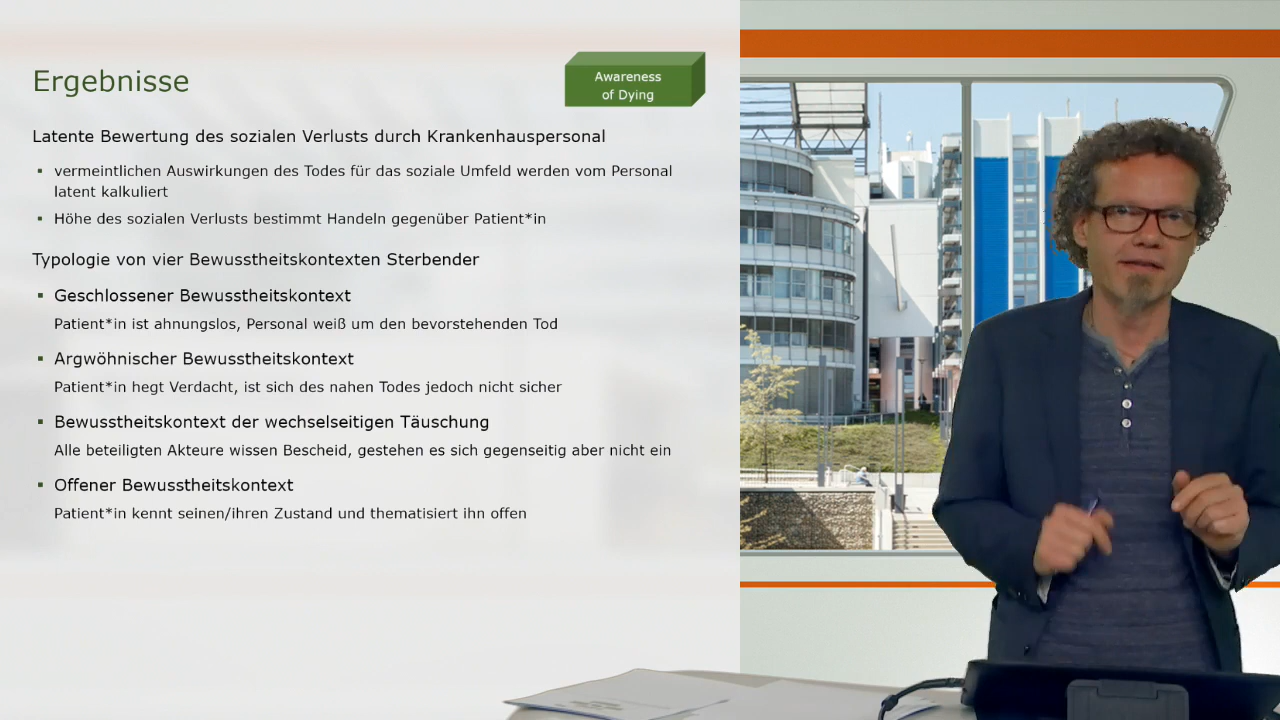 Ergebnisse
Awareness
of Dying
Latente Bewertung des sozialen Verlusts durch Krankenhauspersonal
▪ vermeintlichen Auswirkungen des Todes für das soziale Umfeld werden vom Personal
latent kalkuliert
▪ Höhe des sozialen Verlusts bestimmt Handeln gegenüber Patient*in
Typologie von vier Bewusstheitskontexten Sterbender
▪ Geschlossener Bewusstheitskontext
Patient*in ist ahnungslos, Personal weiß um den bevorstehenden Tod
▪ Argwöhnischer Bewusstheitskontext
Patient*in hegt Verdacht, ist sich des nahen Todes jedoch nicht sicher
▪ Bewusstheitskontext der wechselseitigen Täuschung
Alle beteiligten Akteure wissen Bescheid, gestehen es sich gegenseitig aber nicht ein
▪ Offener Bewusstheitskontext
Patient*in kennt seinen/ihren Zustand und thematisiert ihn offen